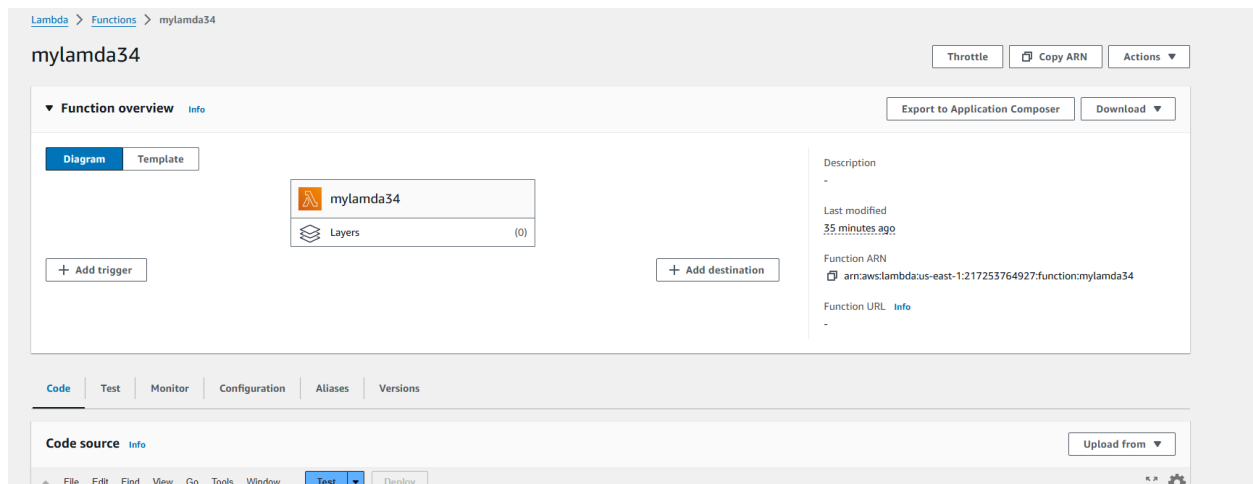 Lambda > Functions > mylamda34
mylamda34
Throttle Copy ARN Actions ▼
▼ Function overview Info
Export to Application Composer Download ▼
Diagram Template
mylamda34
Layers (0)
+ Add trigger
+ Add destination
Description
-
Last modified
35 minutes ago
Function ARN
arn:aws:lambda:us-east-1:217253764927:function:mylamda34
Function URL Info
-
Code Test Monitor Configuration Aliases Versions
Code source Info
Upload from ▼
File Edit Find View Go Tools Window Test ▼ Deploy